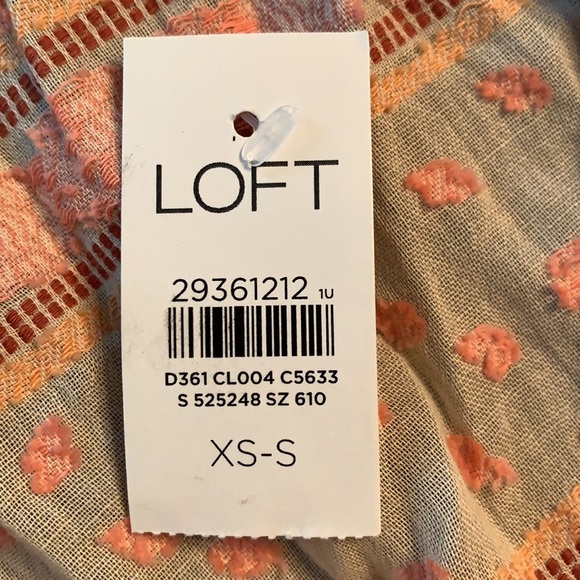 LOFT
29361212 1U
D361 CL004 C5633
S 525248 SZ 610
XS-S